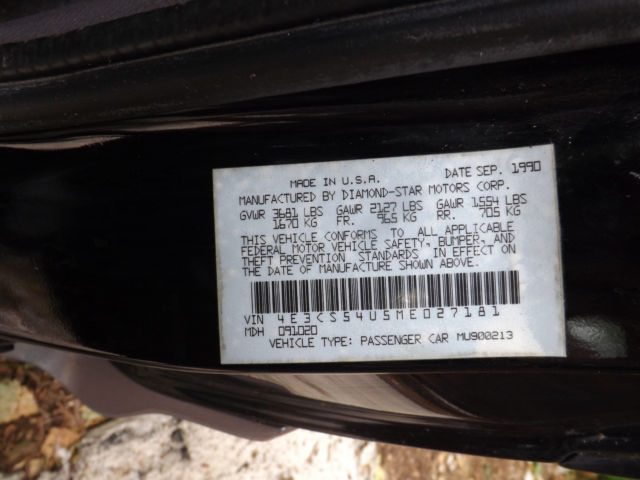 MADE IN U.S.A. DATE SEP. 1990
MANUFACTURED BY DIAMOND-STAR MOTORS CORP.
GVWR 3681 LBS GAWR 2127 LBS GAWR 1554 LBS
1670 KG FR. 965 KG RR. 705 KG
THIS VEHICLE CONFORMS TO ALL APPLICABLE
FEDERAL MOTOR VEHICLE SAFETY, BUMPER, AND
THEFT PREVENTION STANDARDS IN EFFECT ON
THE DATE OF MANUFACTURE SHOWN ABOVE.
VIN 4E3CS54U5ME027181
MDH 091020
VEHICLE TYPE: PASSENGER CAR MU900213